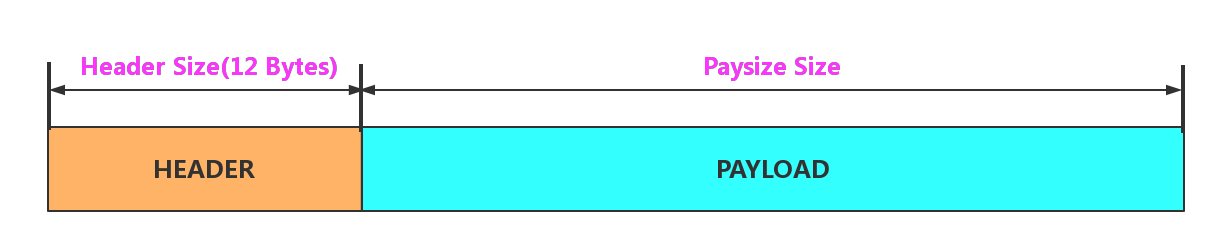 Header Size(12 Bytes)
Paysize Size
HEADER
PAYLOAD